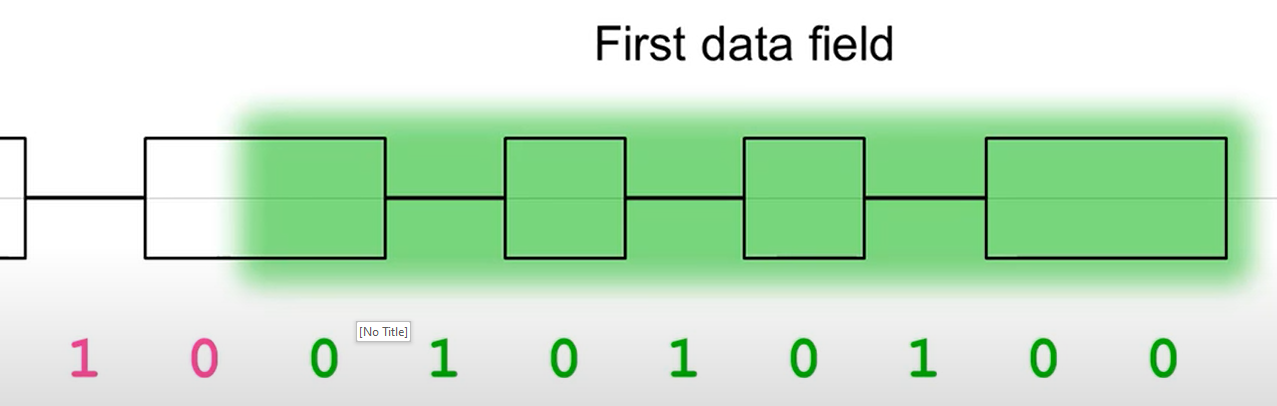 First data field
[No Title]
1 0 0 1 0 1 0 1 0 0